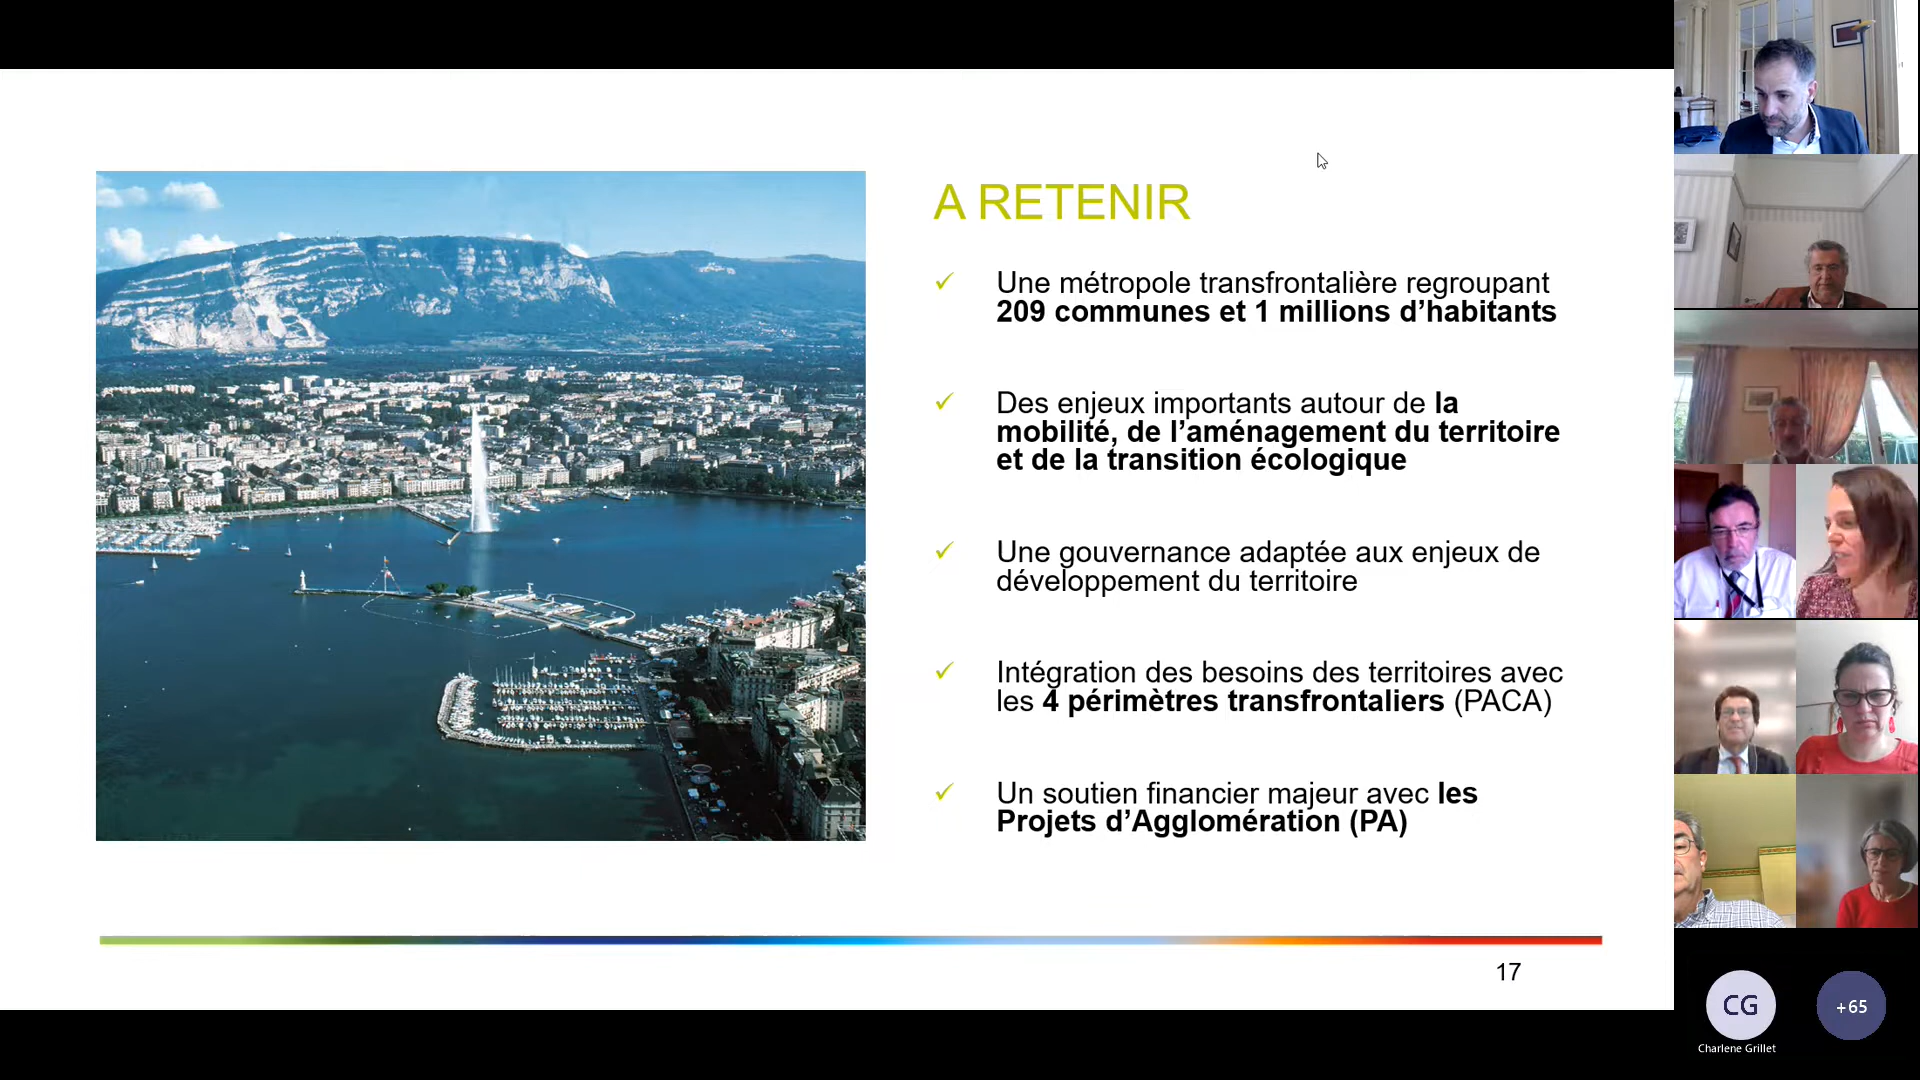 A RETENIR
✓ Une métropole transfrontalière regroupant
209 communes et 1 millions d’habitants
✓ Des enjeux importants autour de la
mobilité, de l’aménagement du territoire
et de la transition écologique
✓ Une gouvernance adaptée aux enjeux de
développement du territoire
✓ Intégration des besoins des territoires avec
les 4 périmètres transfrontaliers (PACA)
✓ Un soutien financier majeur avec les
Projets d’Agglomération (PA)
17
CG
+65
Charlene Grillet